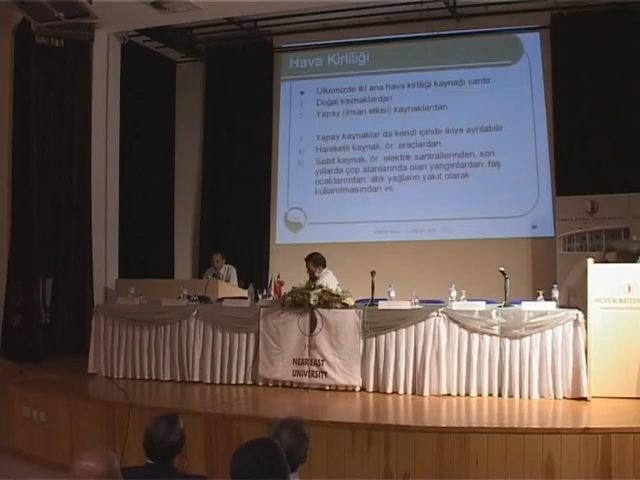 Hava Kirliliği
Ülkemizde iki ana hava kirliliği kaynağı vardır:
Doğal kaynaklardan
Yapay (insan etkisi) kaynaklardan
Yapay kaynaklar da kendi içinde ikiye ayrılabilir:
Hareketli kaynak, ör. araçlardan,
Sabit kaynak, ör. elektrik santrallerinden, son
yıllarda çöp alanlarında olan yangınlardan, taş
ocaklarından, atık yağların yakıt olarak
kullanılmasından vs.
NEAR EAST
UNIVERSITY